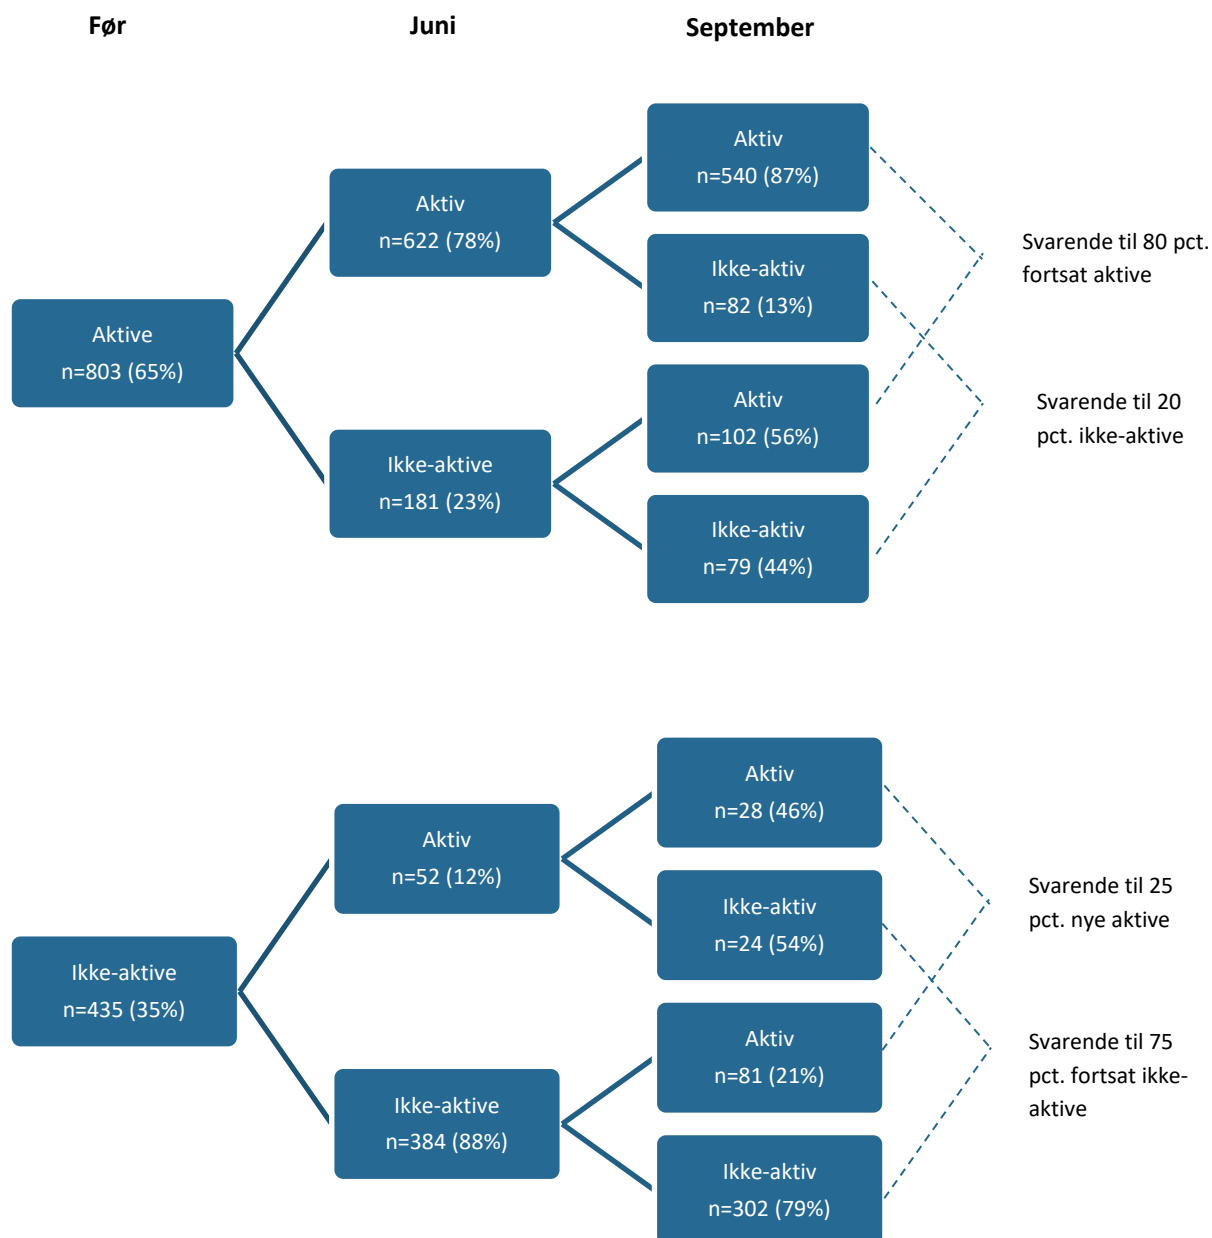 Før
Juni
September
Aktiv
n=540 (87%)
Aktiv
n=622 (78%)
Ikke-aktiv
n=82 (13%)
Svarende til 80 pct.
fortsat aktive
Aktive
n=803 (65%)
Aktiv
n=102 (56%)
Svarende til 20
pct. ikke-aktive
Ikke-aktive
n=181 (23%)
Ikke-aktiv
n=79 (44%)
Aktiv
n=28 (46%)
Aktiv
n=52 (12%)
Ikke-aktiv
n=24 (54%)
Svarende til 25
pct. nye aktive
Ikke-aktive
n=435 (35%)
Aktiv
n=81 (21%)
Svarende til 75
pct. fortsat ikke-
aktive
Ikke-aktive
n=384 (88%)
Ikke-aktiv
n=302 (79%)